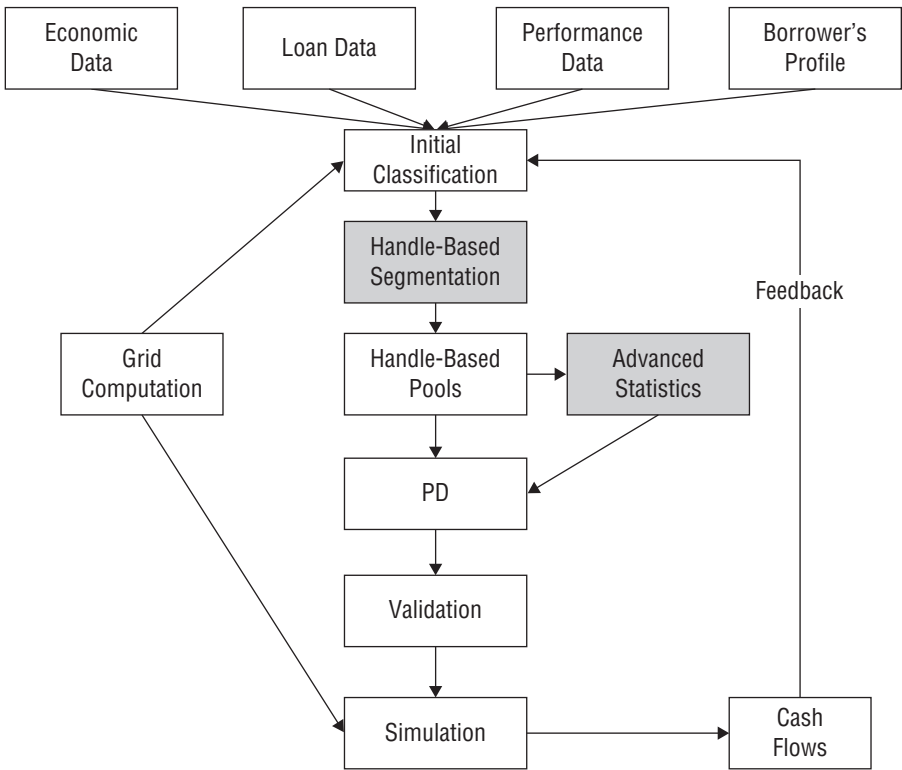 Economic
Data
Loan Data
Performance
Data
Borrower's
Profile
Initial
Classification
Handle-Based
Segmentation
Feedback
Grid
Computation
Handle-Based
Pools
Advanced
Statistics
PD
Validation
Simulation
Cash
Flows